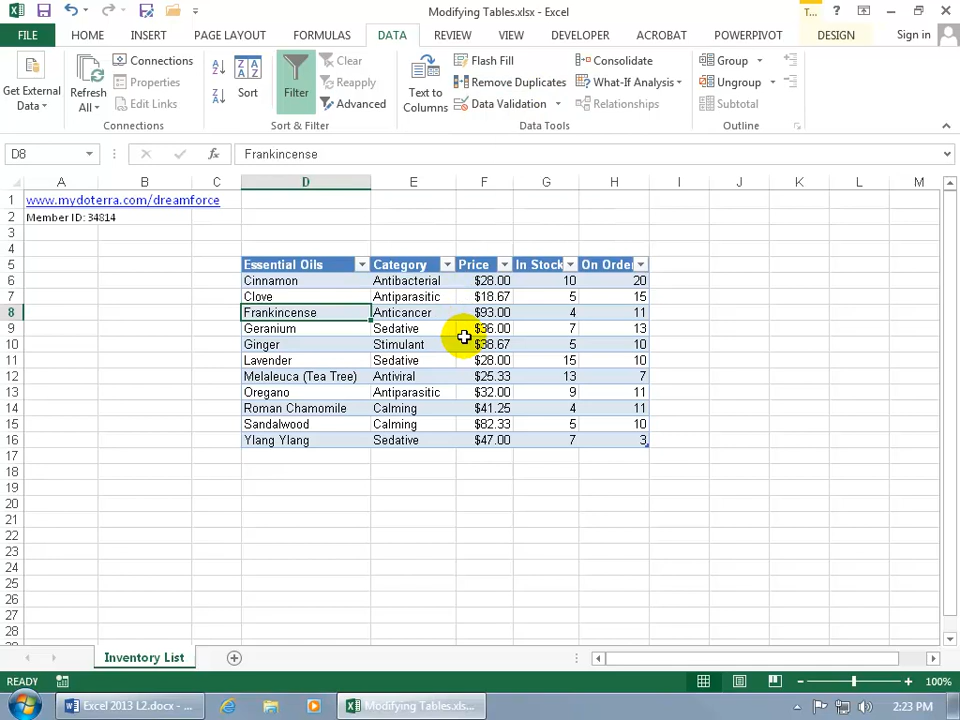 Modifying Tables.xlsx - Excel
T...
?
FILE
HOME
INSERT
PAGE LAYOUT
FORMULAS
DATA
REVIEW
VIEW
DEVELOPER
ACROBAT
POWERPIVOT
DESIGN
Sign in
Get External Data
Refresh All
Connections
Properties
Edit Links
Connections
A Z
Z A
Sort
Filter
Clear
Reapply
Advanced
Sort & Filter
Text to Columns
Flash Fill
Remove Duplicates
Data Validation
Consolidate
What-If Analysis
Relationships
Data Tools
Group
Ungroup
Subtotal
Outline
D8
fx
Frankincense
A B C D E F G H I J K L M
1 www.mydoterra.com/dreamforce
2 Member ID: 34814
3
4
5 Essential Oils Category Price In Stock On Orde
6 Cinnamon Antibacterial $28.00 10 20
7 Clove Antiparasitic $18.67 5 15
8 Frankincense Anticancer $93.00 4 11
9 Geranium Sedative $36.00 7 13
10 Ginger Stimulant $38.67 5 10
11 Lavender Sedative $28.00 15 10
12 Melaleuca (Tea Tree) Antiviral $25.33 13 7
13 Oregano Antiparasitic $32.00 9 11
14 Roman Chamomile Calming $41.25 4 11
15 Sandalwood Calming $82.33 5 10
16 Ylang Ylang Sedative $47.00 7 3
17
18
19
20
21
22
23
24
25
26
27
28
Inventory List
READY
100%
Excel 2013 L2.docx - ...
Modifying Tables.xls...
2:23 PM